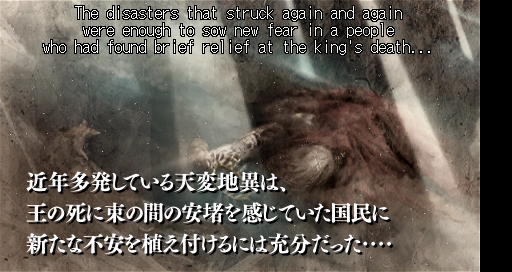 The disasters that struck again and again
were enough to sow new fear in a people
who had found brief relief at the king's death...
近年多発している天変地異は、
王の死に束の間の安堵を感じていた国民に
新たな不安を植え付けるには充分だった‥‥